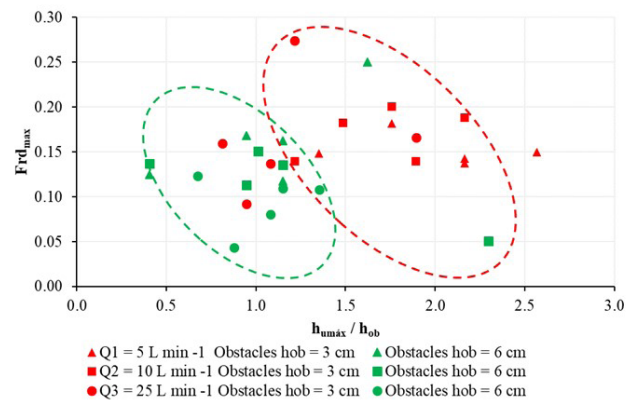 0.30
0.25
0.20
0.15
0.10
0.05
0.00
Frdmax
0.0 0.5 1.0 1.5 2.0 2.5 3.0
humáx / hob
Q1 = 5 L min -1 Obstacles hob = 3 cm Obstacles hob = 6 cm
Q2 = 10 L min -1 Obstacles hob = 3 cm Obstacles hob = 6 cm
Q3 = 25 L min -1 Obstacles hob = 3 cm Obstacles hob = 6 cm